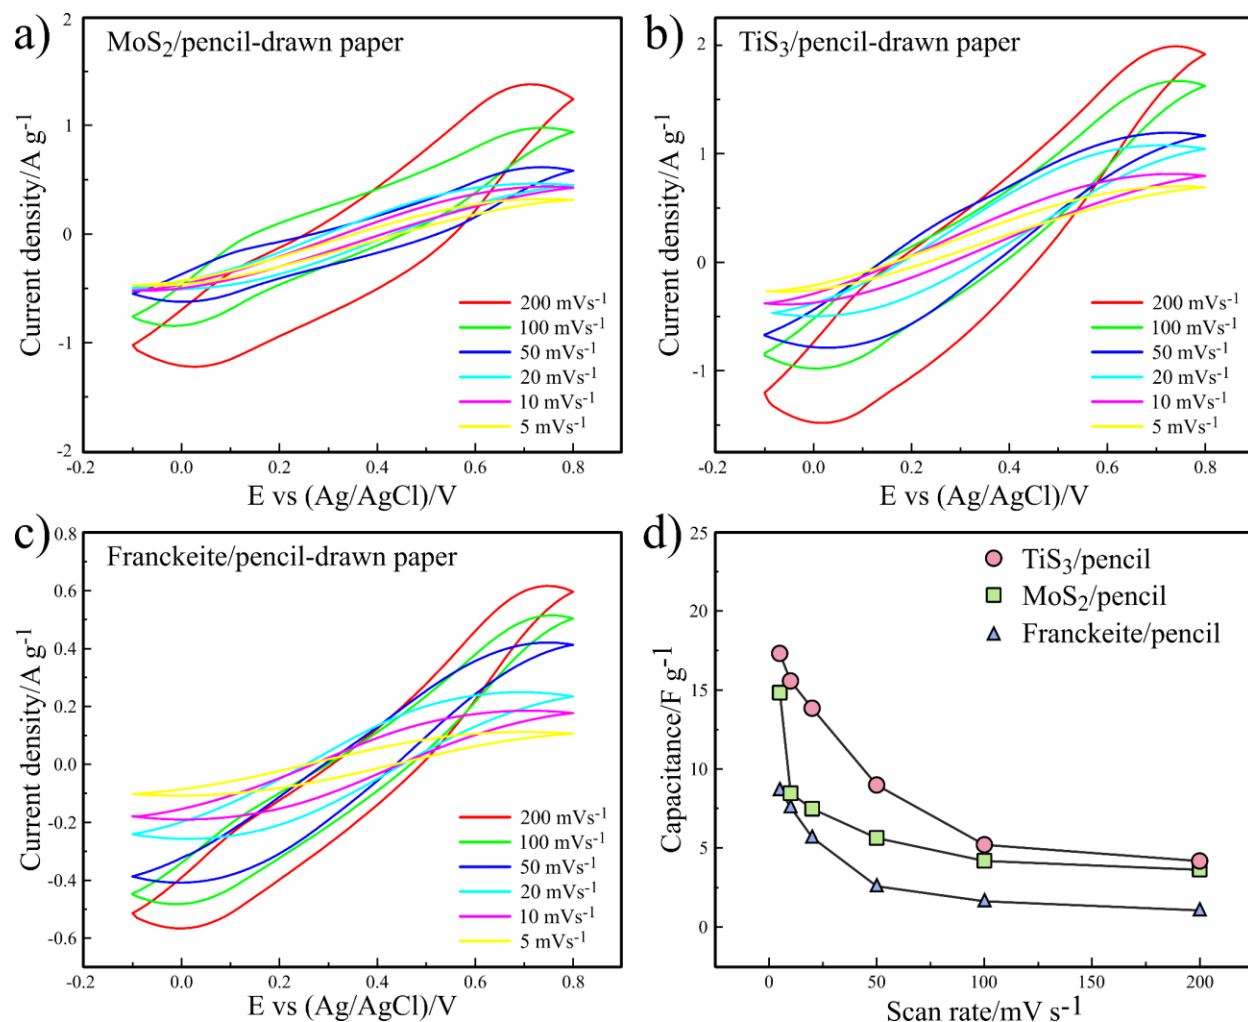 a)
MoS2/pencil-drawn paper
Current density/A g-1
2
1
0
-1
-2
-0.2 0.0 0.2 0.4 0.6 0.8
E vs (Ag/AgCl)/V
200 mVs-1
100 mVs-1
50 mVs-1
20 mVs-1
10 mVs-1
5 mVs-1
b)
TiS3/pencil-drawn paper
Current density/A g-1
2
1
0
-1
-0.2 0.0 0.2 0.4 0.6 0.8
E vs (Ag/AgCl)/V
200 mVs-1
100 mVs-1
50 mVs-1
20 mVs-1
10 mVs-1
5 mVs-1
c)
Franckeite/pencil-drawn paper
Current density/A g-1
0.8
0.6
0.4
0.2
0.0
-0.2
-0.4
-0.6
-0.2 0.0 0.2 0.4 0.6 0.8
E vs (Ag/AgCl)/V
200 mVs-1
100 mVs-1
50 mVs-1
20 mVs-1
10 mVs-1
5 mVs-1
d)
TiS3/pencil
MoS2/pencil
Franckeite/pencil
Capacitance/F g-1
25
20
15
10
5
0
0 50 100 150 200
Scan rate/mV s-1